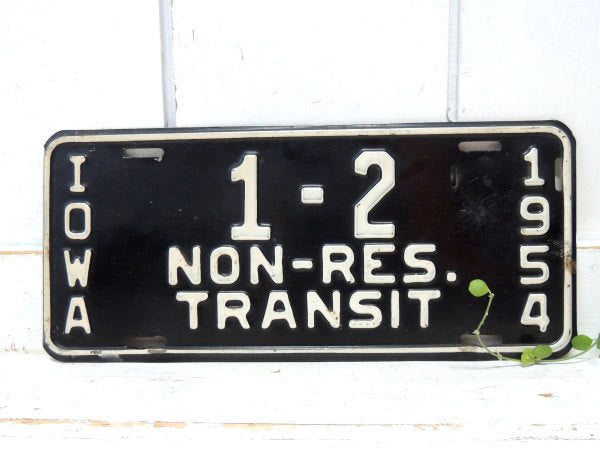 IOWA
1-2
NON-RES.
TRANSIT
1954